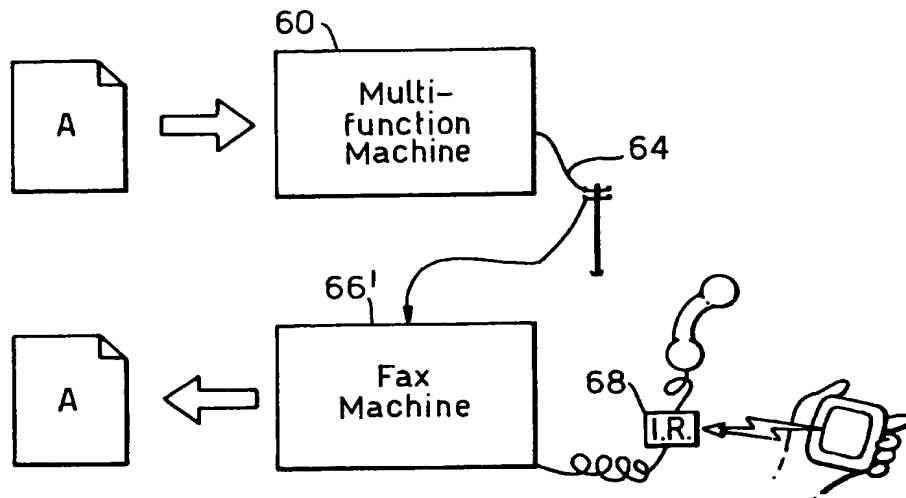 60
A
Multi-
function
Machine
64
66'
A
Fax
Machine
68
I.R.